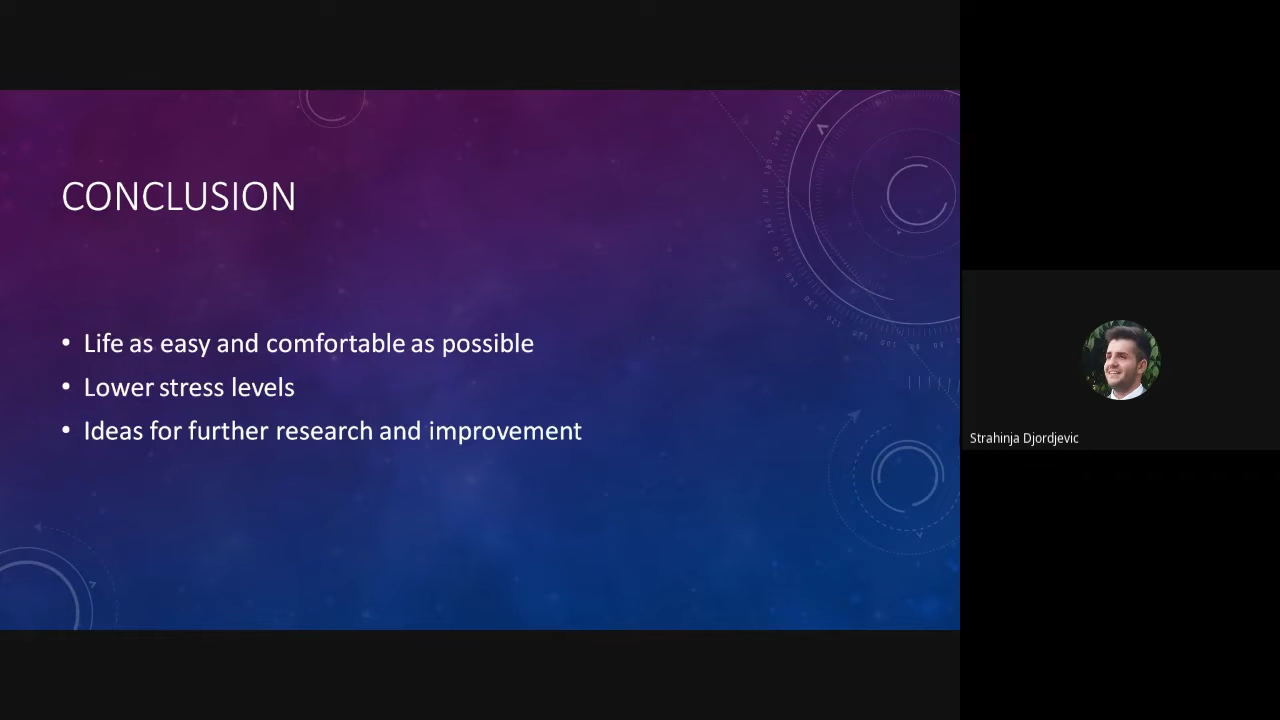 CONCLUSION
• Life as easy and comfortable as possible
• Lower stress levels
• Ideas for further research and improvement
Strahinja Djordjevic